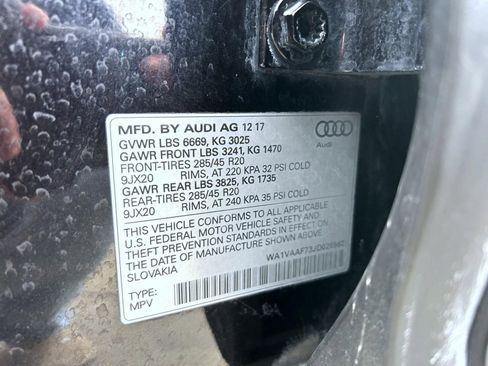 MFD. BY AUDI AG 12 17
GVWR LBS 6669, KG 3025
GAWR FRONT LBS 3241, KG 1470
FRONT-TIRES 285/45 R20
9JX20 RIMS, AT 220 KPA 32 PSI COLD
GAWR REAR LBS 3825, KG 1735
REAR-TIRES 285/45 R20
9JX20 RIMS, AT 240 KPA 35 PSI COLD
THIS VEHICLE CONFORMS TO ALL APPLICABLE
U.S. FEDERAL MOTOR VEHICLE SAFETY AND
THEFT PREVENTION STANDARDS IN EFFECT ON
THE DATE OF MANUFACTURE SHOWN ABOVE.
SLOVAKIA
TYPE:
MPV
Audi